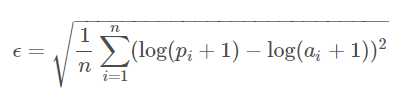 ϵ = √(1/n ∑_{i=1}^{n} (log(p_i + 1) – log(a_i + 1))²)